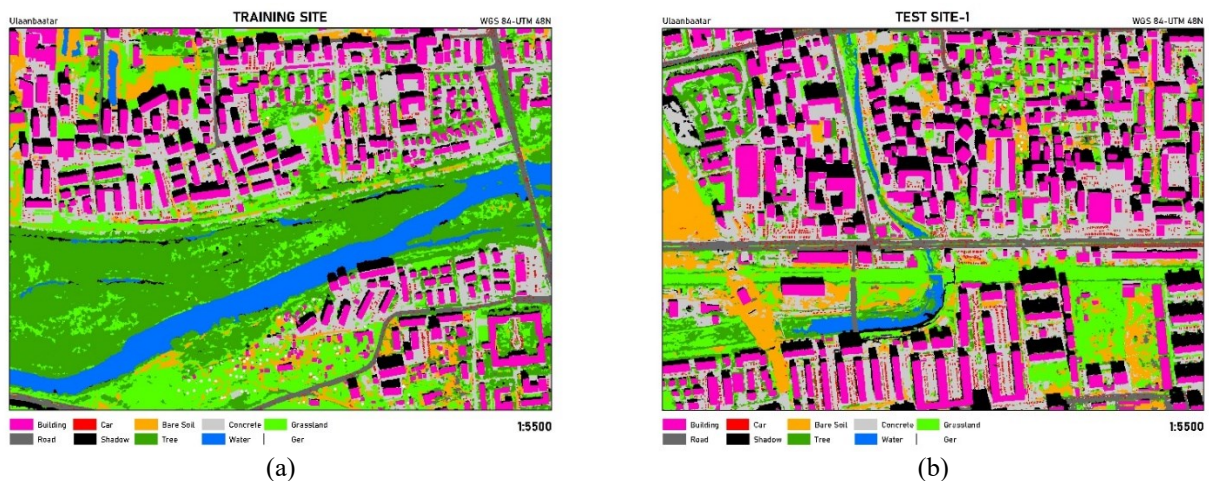 Ulaanbaatar TRAINING SITE WGS 84-UTM 48N
Building Car Bare Soil Concrete Grassland
Road Shadow Tree Water Ger 1:5500
(a)
Ulaanbaatar TEST SITE-1 WGS 84-UTM 48N
Building Car Bare Soil Concrete Grassland
Road Shadow Tree Water Ger 1:5500
(b)